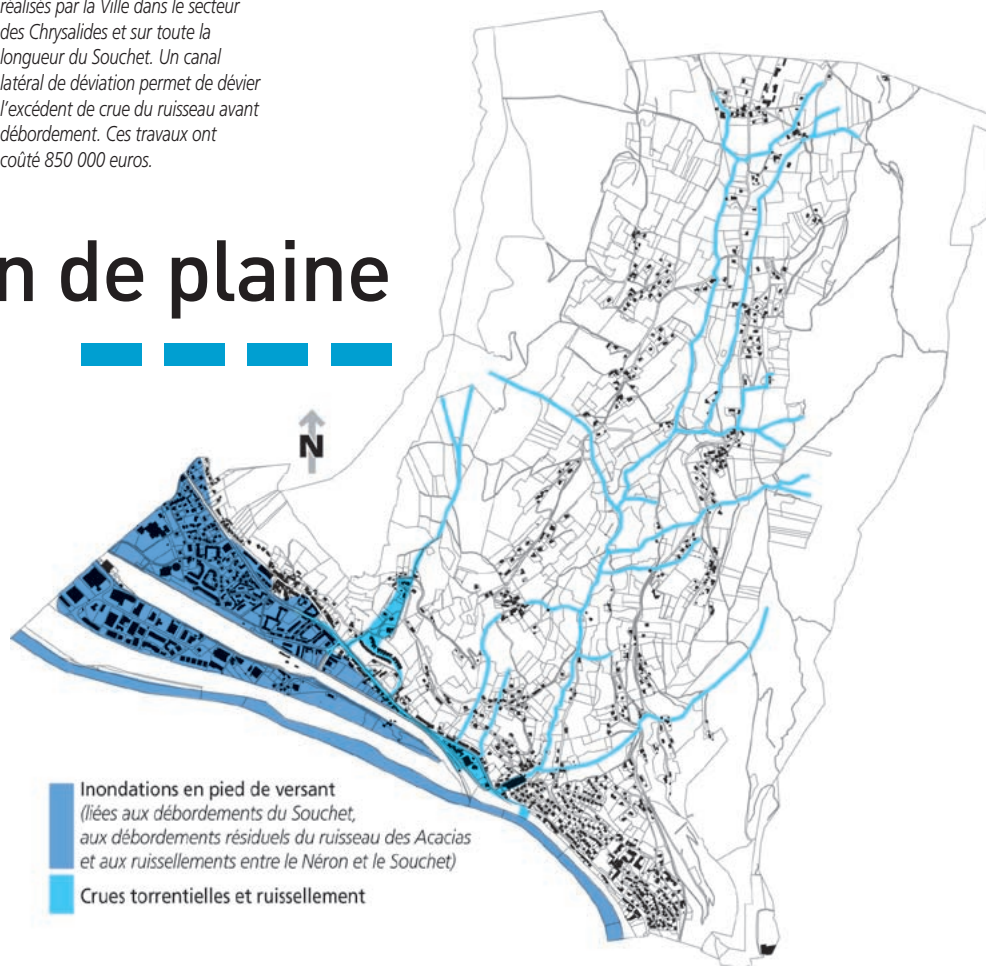 réalisés par la Ville dans le secteur
des Chrysalides et sur toute la
longueur du Souchet. Un canal
latéral de déviation permet de dévier
l’excédent de crue du ruisseau avant
débordement. Ces travaux ont
coûté 850 000 euros.
n de plaine
N
Inondations en pied de versant
(liées aux débordements du Souchet,
aux débordements résiduels du ruisseau des Acacias
et aux ruissellements entre le Néron et le Souchet)
Crues torrentielles et ruissellement